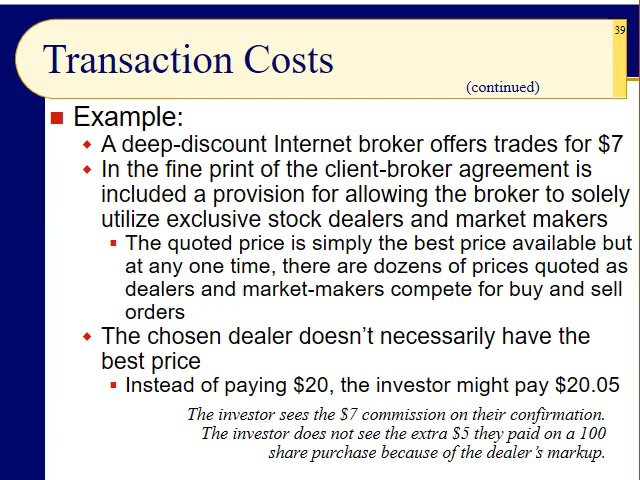 39
Transaction Costs
(continued)
Example:
A deep-discount Internet broker offers trades for $7
In the fine print of the client-broker agreement is
included a provision for allowing the broker to solely
utilize exclusive stock dealers and market makers
The quoted price is simply the best price available but
at any one time, there are dozens of prices quoted as
dealers and market-makers compete for buy and sell
orders
The chosen dealer doesn’t necessarily have the
best price
Instead of paying $20, the investor might pay $20.05
The investor sees the $7 commission on their confirmation.
The investor does not see the extra $5 they paid on a 100
share purchase because of the dealer’s markup.